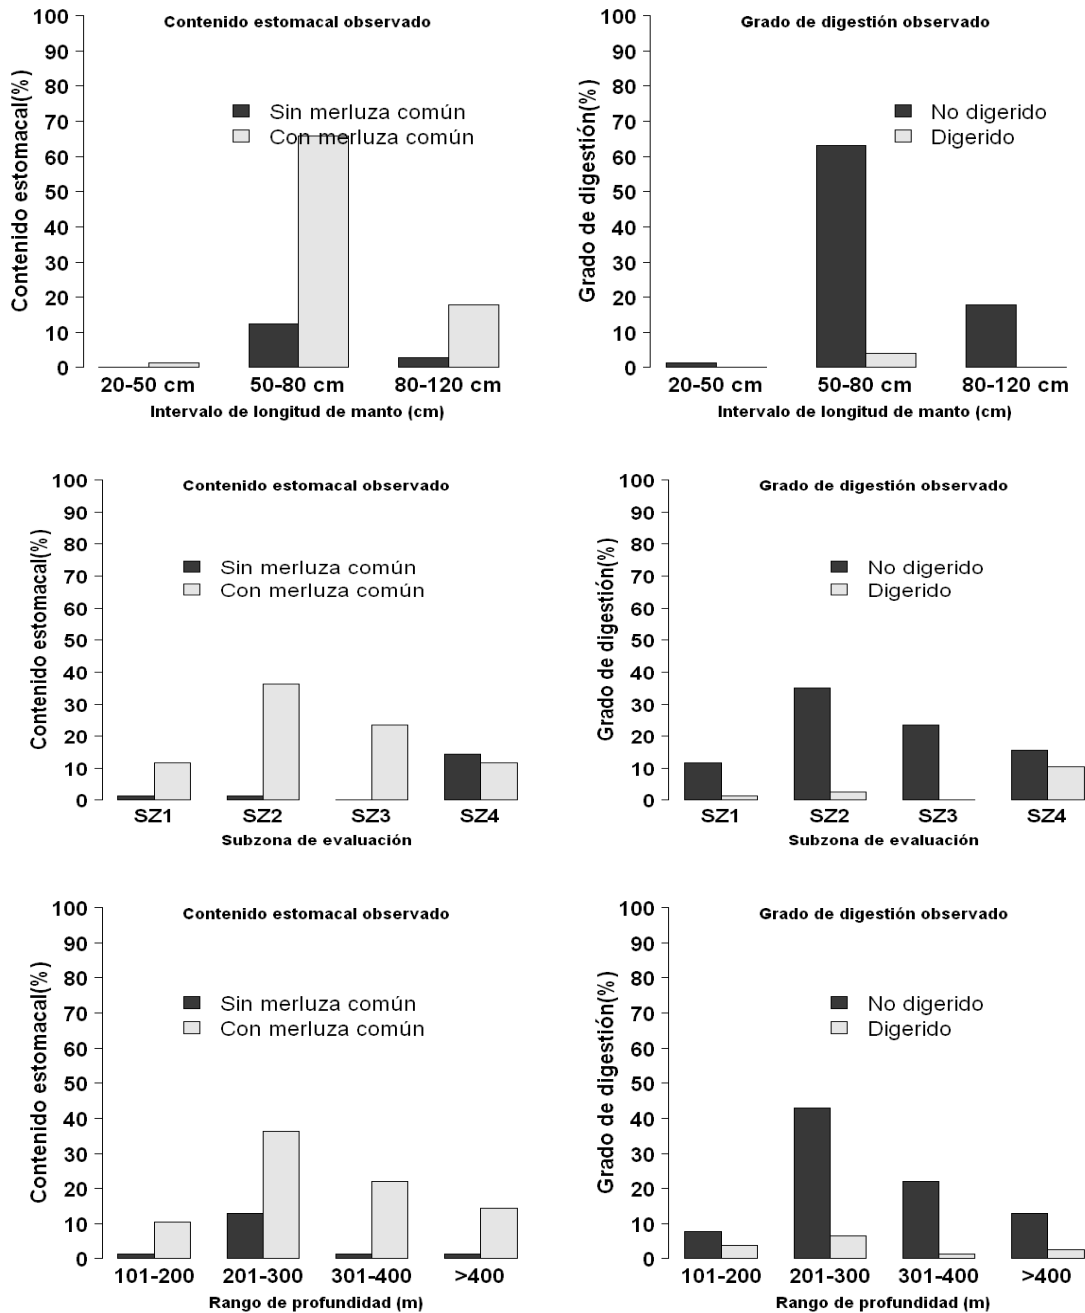 Contenido estomacal observado
Contenido estomacal(%)
100
90
80
70
60
50
40
30
20
10
0
Sin merluza común
Con merluza común
20-50 cm 50-80 cm 80-120 cm
Intervalo de longitud de manto (cm)
Grado de digestión observado
Grado de digestión(%)
100
90
80
70
60
50
40
30
20
10
0
No digerido
Digerido
20-50 cm 50-80 cm 80-120 cm
Intervalo de longitud de manto (cm)
Contenido estomacal observado
Contenido estomacal(%)
100
90
80
70
60
50
40
30
20
10
0
Sin merluza común
Con merluza común
SZ1 SZ2 SZ3 SZ4
Subzona de evaluación
Grado de digestión observado
Grado de digestión(%)
100
90
80
70
60
50
40
30
20
10
0
No digerido
Digerido
SZ1 SZ2 SZ3 SZ4
Subzona de evaluación
Contenido estomacal observado
Contenido estomacal(%)
100
90
80
70
60
50
40
30
20
10
0
Sin merluza común
Con merluza común
101-200 201-300 301-400 >400
Rango de profundidad (m)
Grado de digestión observado
Grado de digestión(%)
100
90
80
70
60
50
40
30
20
10
0
No digerido
Digerido
101-200 201-300 301-400 >400
Rango de profundidad (m)